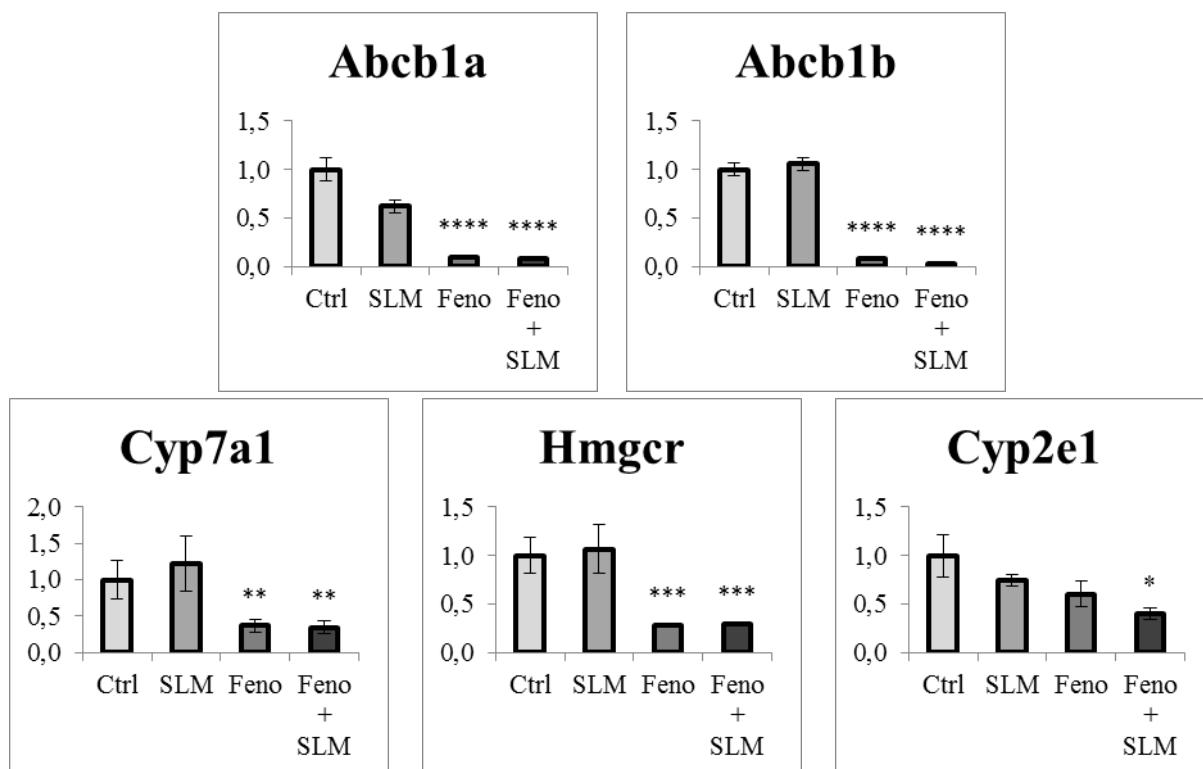 Abcb1a
1,5
1,0
0,5
0,0
****
****
Ctrl
SLM
Feno
Feno
+
SLM
Abcb1b
1,5
1,0
0,5
0,0
****
****
Ctrl
SLM
Feno
Feno
+
SLM
Cyp7a1
2,0
1,5
1,0
0,5
0,0
**
**
Ctrl
SLM
Feno
Feno
+
SLM
Hmgcr
1,5
1,0
0,5
0,0
***
***
Ctrl
SLM
Feno
Feno
+
SLM
Cyp2e1
1,5
1,0
0,5
0,0
*
Ctrl
SLM
Feno
Feno
+
SLM